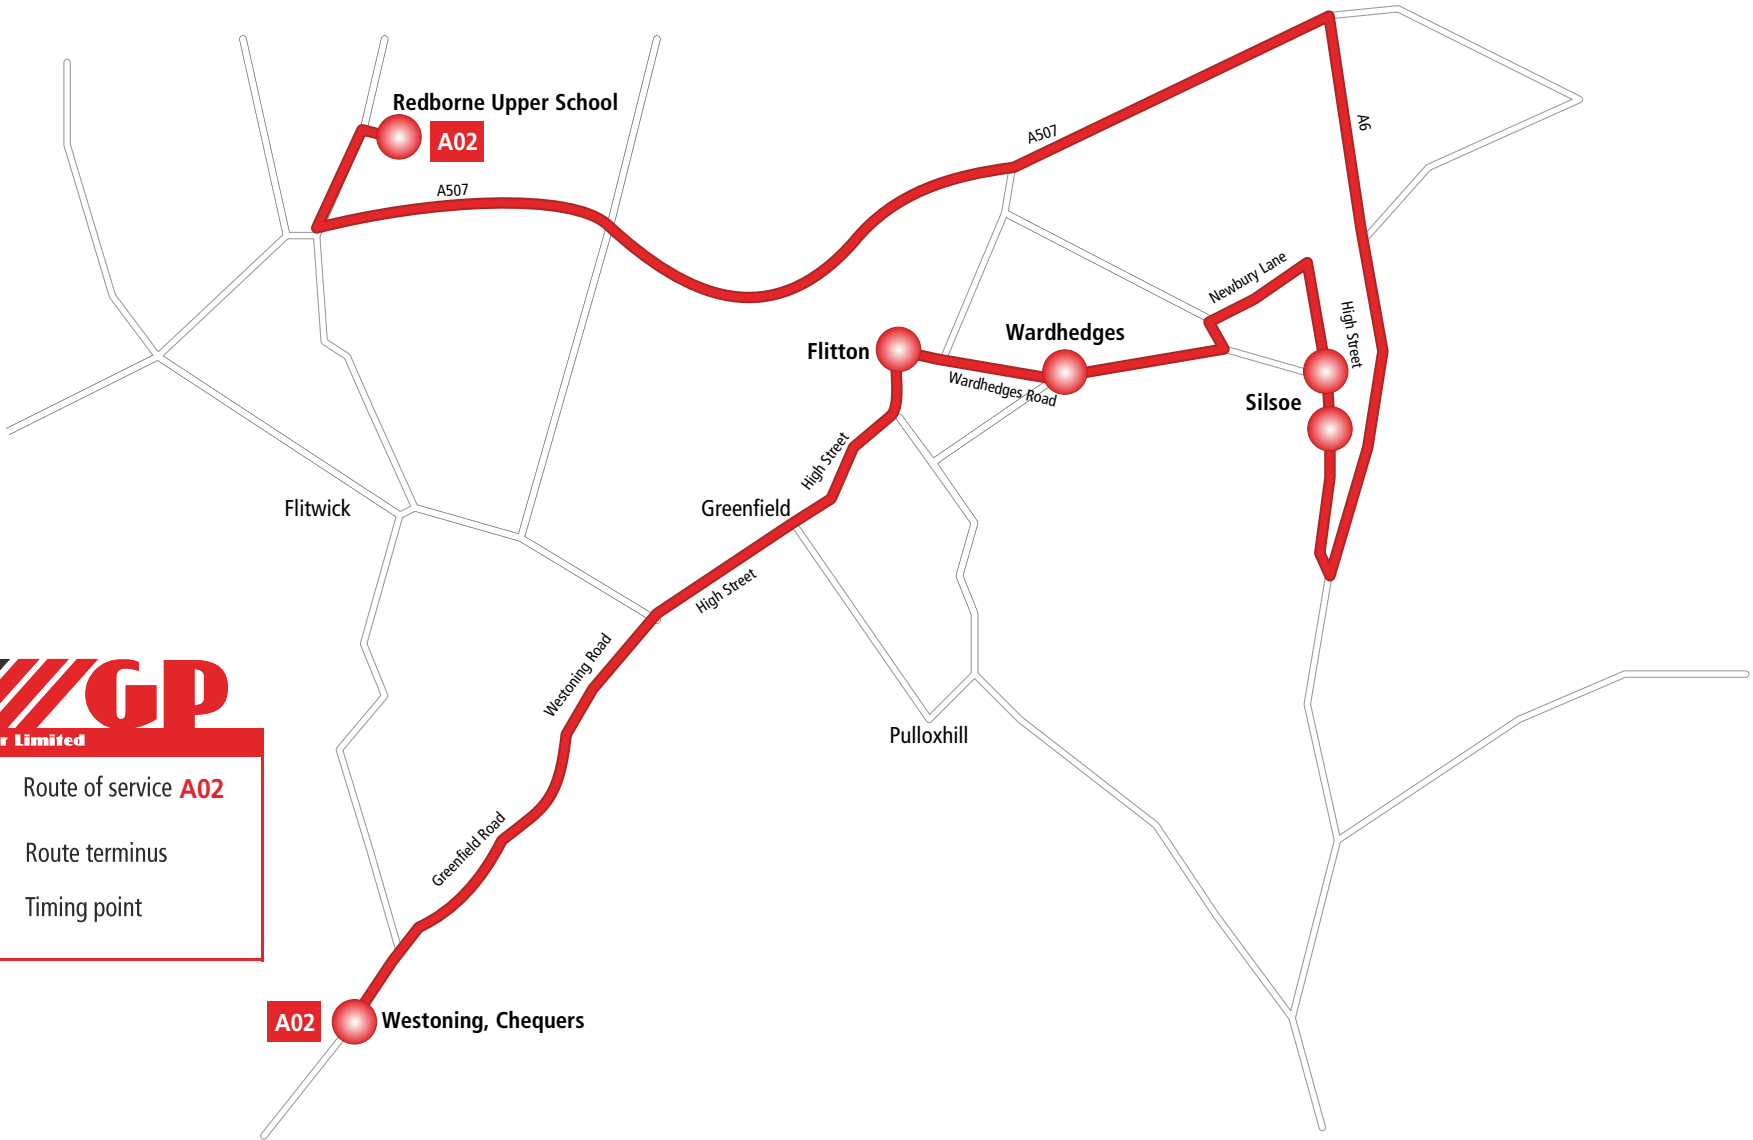 Redborne Upper School
A02
A507
A507
A6
Newbury Lane
High Street
Wardhedges
Flitton
Wardhedges Road
Silsoe
High Street
Greenfield
Flitwick
High Street
Westoning Road
Pulloxhill
Greenfield Road
A02
Westoning, Chequers
GP
r Limited
Route of service A02
Route terminus
Timing point